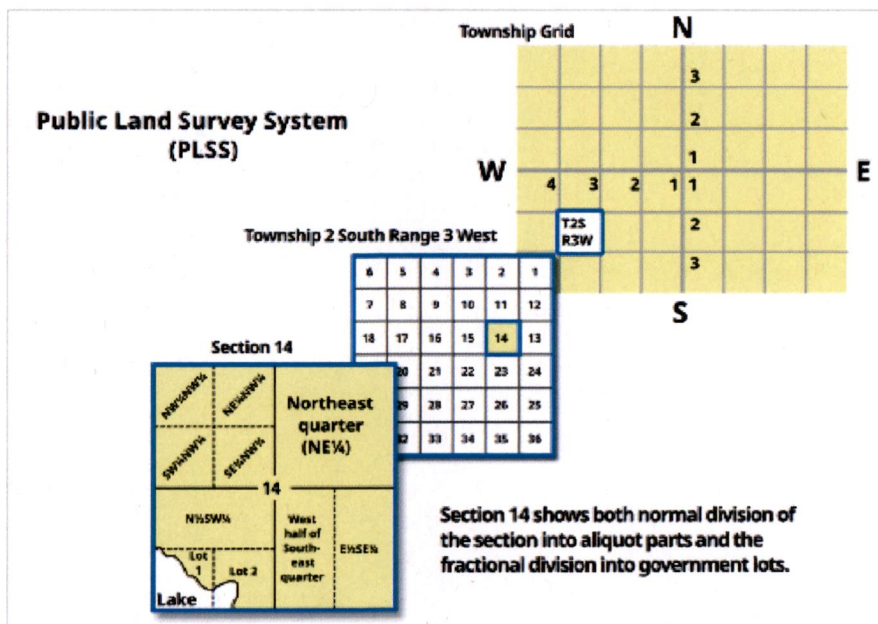 Township Grid
N
Public Land Survey System
(PLSS)
3
2
1
W
4 3 2 1 1
E
T2S
R3W
2
3
S
Township 2 South Range 3 West
6 5 4 3 2 1
7 8 9 10 11 12
18 17 16 15 14 13
20 21 22 23 24
29 28 27 26 25
32 33 34 35 36
Section 14
NW¼NW¼
NE¼NW¼
SW¼NW¼
SE¼NW¼
Northeast
quarter
(NE¼)
14
N½SW¼
West
half of
South-
east
quarter
E½SE¼
Lot
1
Lot 2
Lake
Section 14 shows both normal division of
the section into aliquot parts and the
fractional division into government lots.